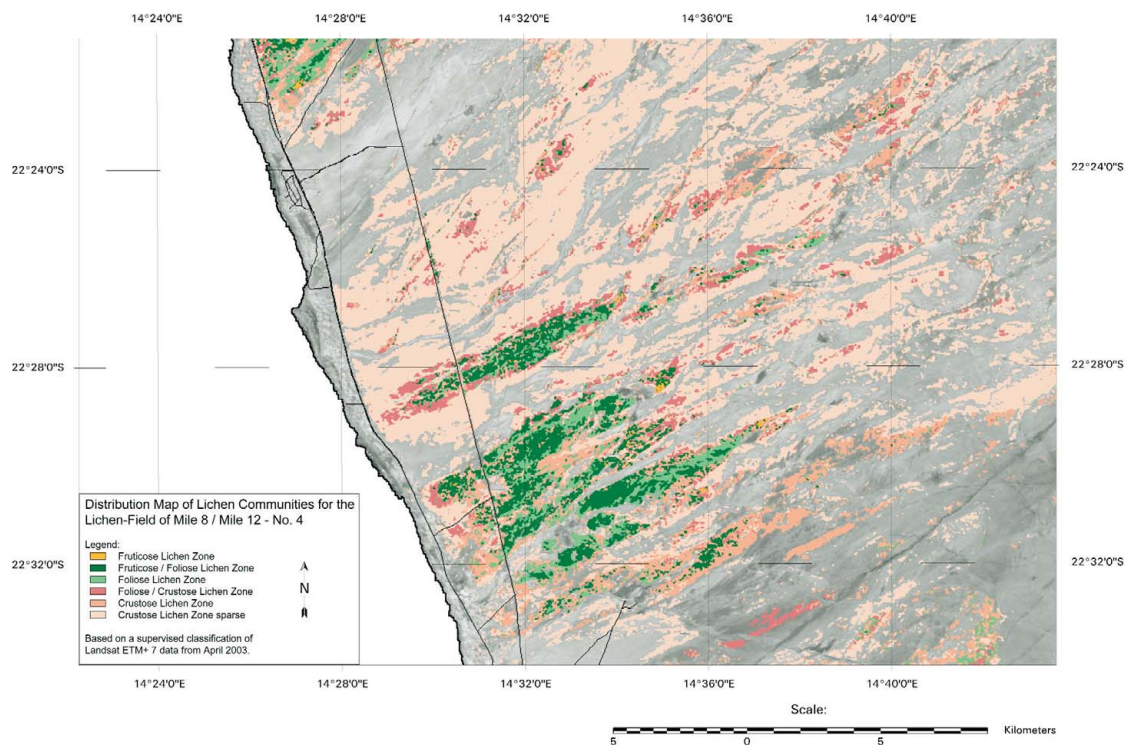 14°24'0"E 14°28'0"E 14°32'0"E 14°36'0"E 14°40'0"E
22°24'0"S 22°24'0"S
22°28'0"S 22°28'0"S
22°32'0"S 22°32'0"S
Distribution Map of Lichen Communities for the
Lichen-Field of Mile 8 / Mile 12 - No. 4
Legend:
Fruticose Lichen Zone
Fruticose / Foliose Lichen Zone
Foliose Lichen Zone
Foliose / Crustose Lichen Zone
Crustose Lichen Zone
Crustose Lichen Zone sparse
N
Based on a supervised classification of
Landsat ETM+ 7 data from April 2003.
14°24'0"E 14°28'0"E 14°32'0"E 14°36'0"E 14°40'0"E
Scale:
Kilometers
5 0 5